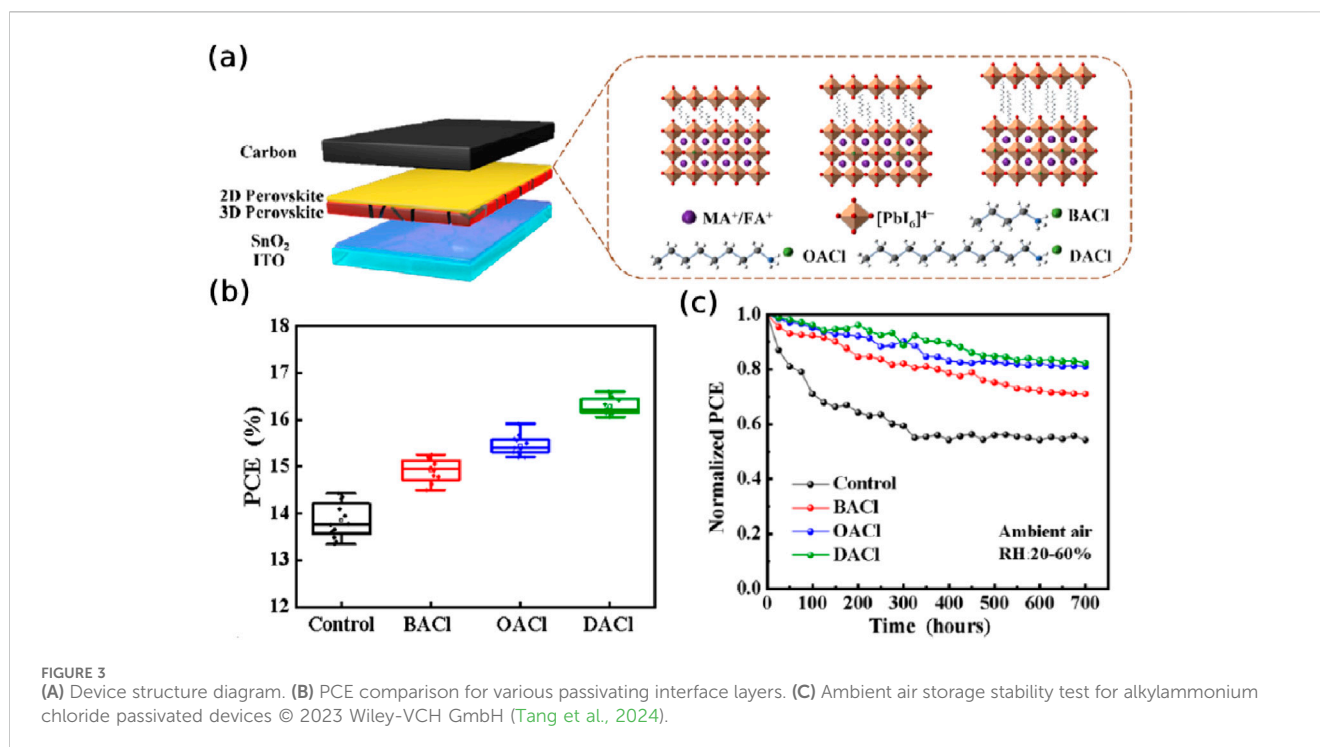 (a)
Carbon
2D Perovskite
3D Perovskite
SnO₂
ITO
MA⁺/FA⁺
[PbI₆]⁴⁻
BACl
OACl
DACl
(b)
PCE (%)
18
17
16
15
14
13
12
Control
BACl
OACl
DACl
(c)
Normalized PCE
1.0
0.8
0.6
0.4
0.2
0.0
Control
BACl
OACl
DACl
Ambient air
RH:20-60%
0 100 200 300 400 500 600 700
Time (hours)
FIGURE 3
(A) Device structure diagram. (B) PCE comparison for various passivating interface layers. (C) Ambient air storage stability test for alkylammonium
chloride passivated devices © 2023 Wiley-VCH GmbH (Tang et al., 2024).